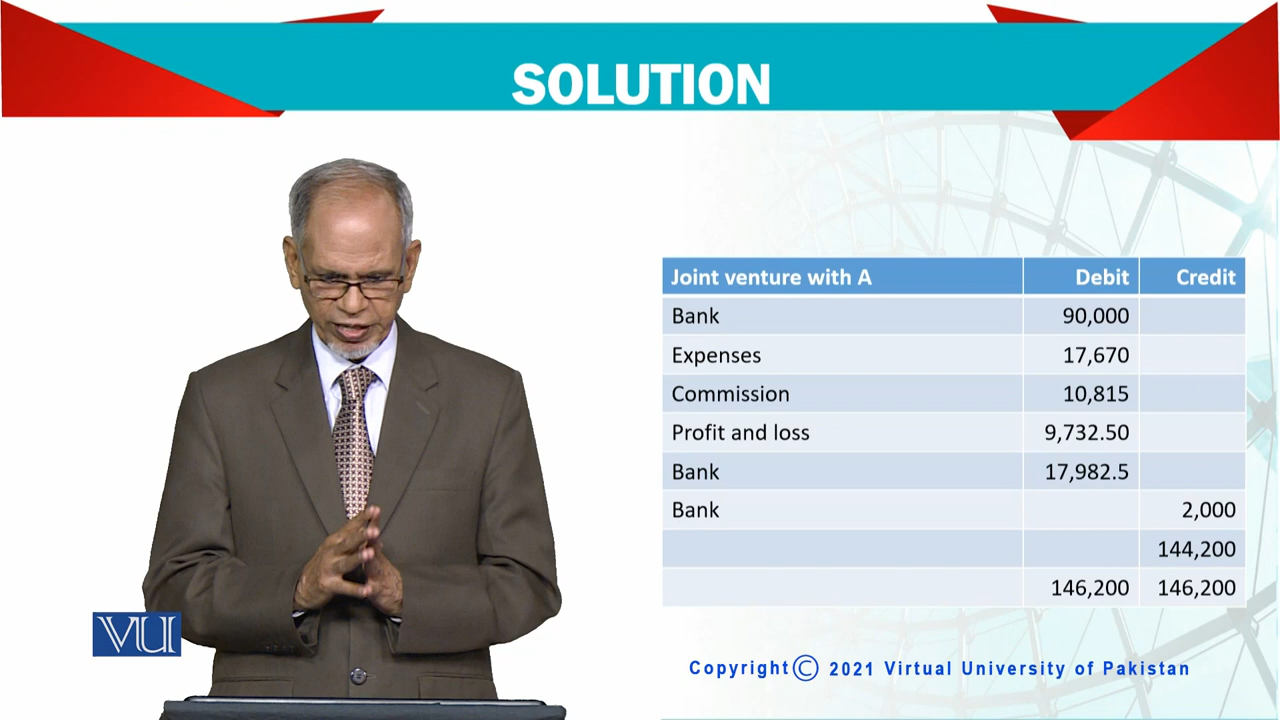 SOLUTION
Joint venture with A Debit Credit
Bank 90,000
Expenses 17,670
Commission 10,815
Profit and loss 9,732.50
Bank 17,982.5
Bank 2,000
144,200
146,200 146,200
VU
Copyright © 2021 Virtual University of Pakistan